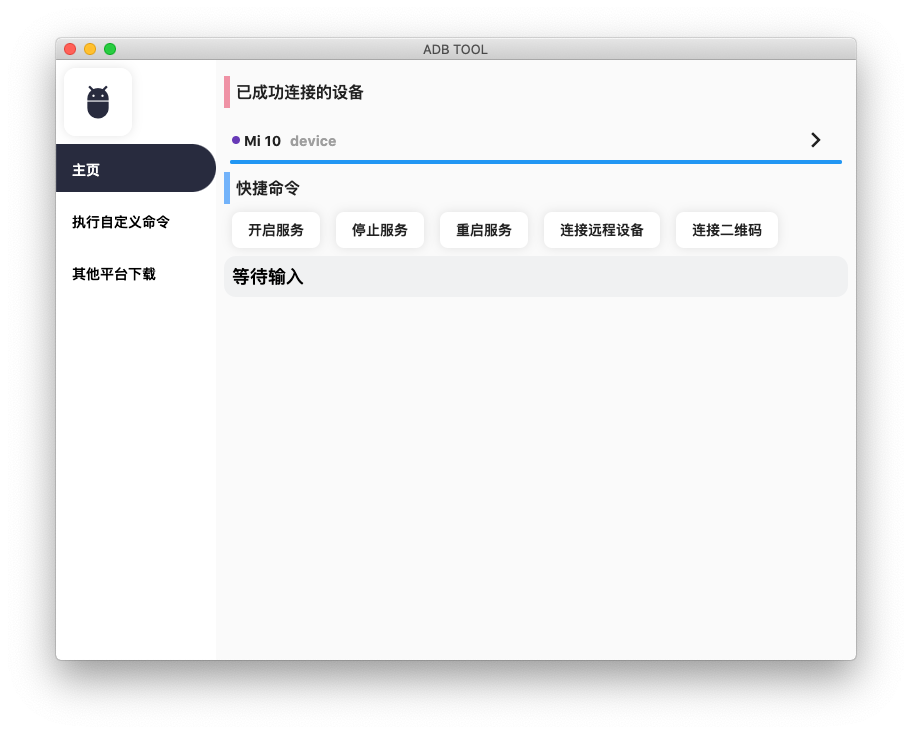 ADB TOOL
主页
执行自定义命令
其他平台下载
已成功连接的设备
Mi 10 device
快捷命令
开启服务 停止服务 重启服务 连接远程设备 连接二维码
等待输入